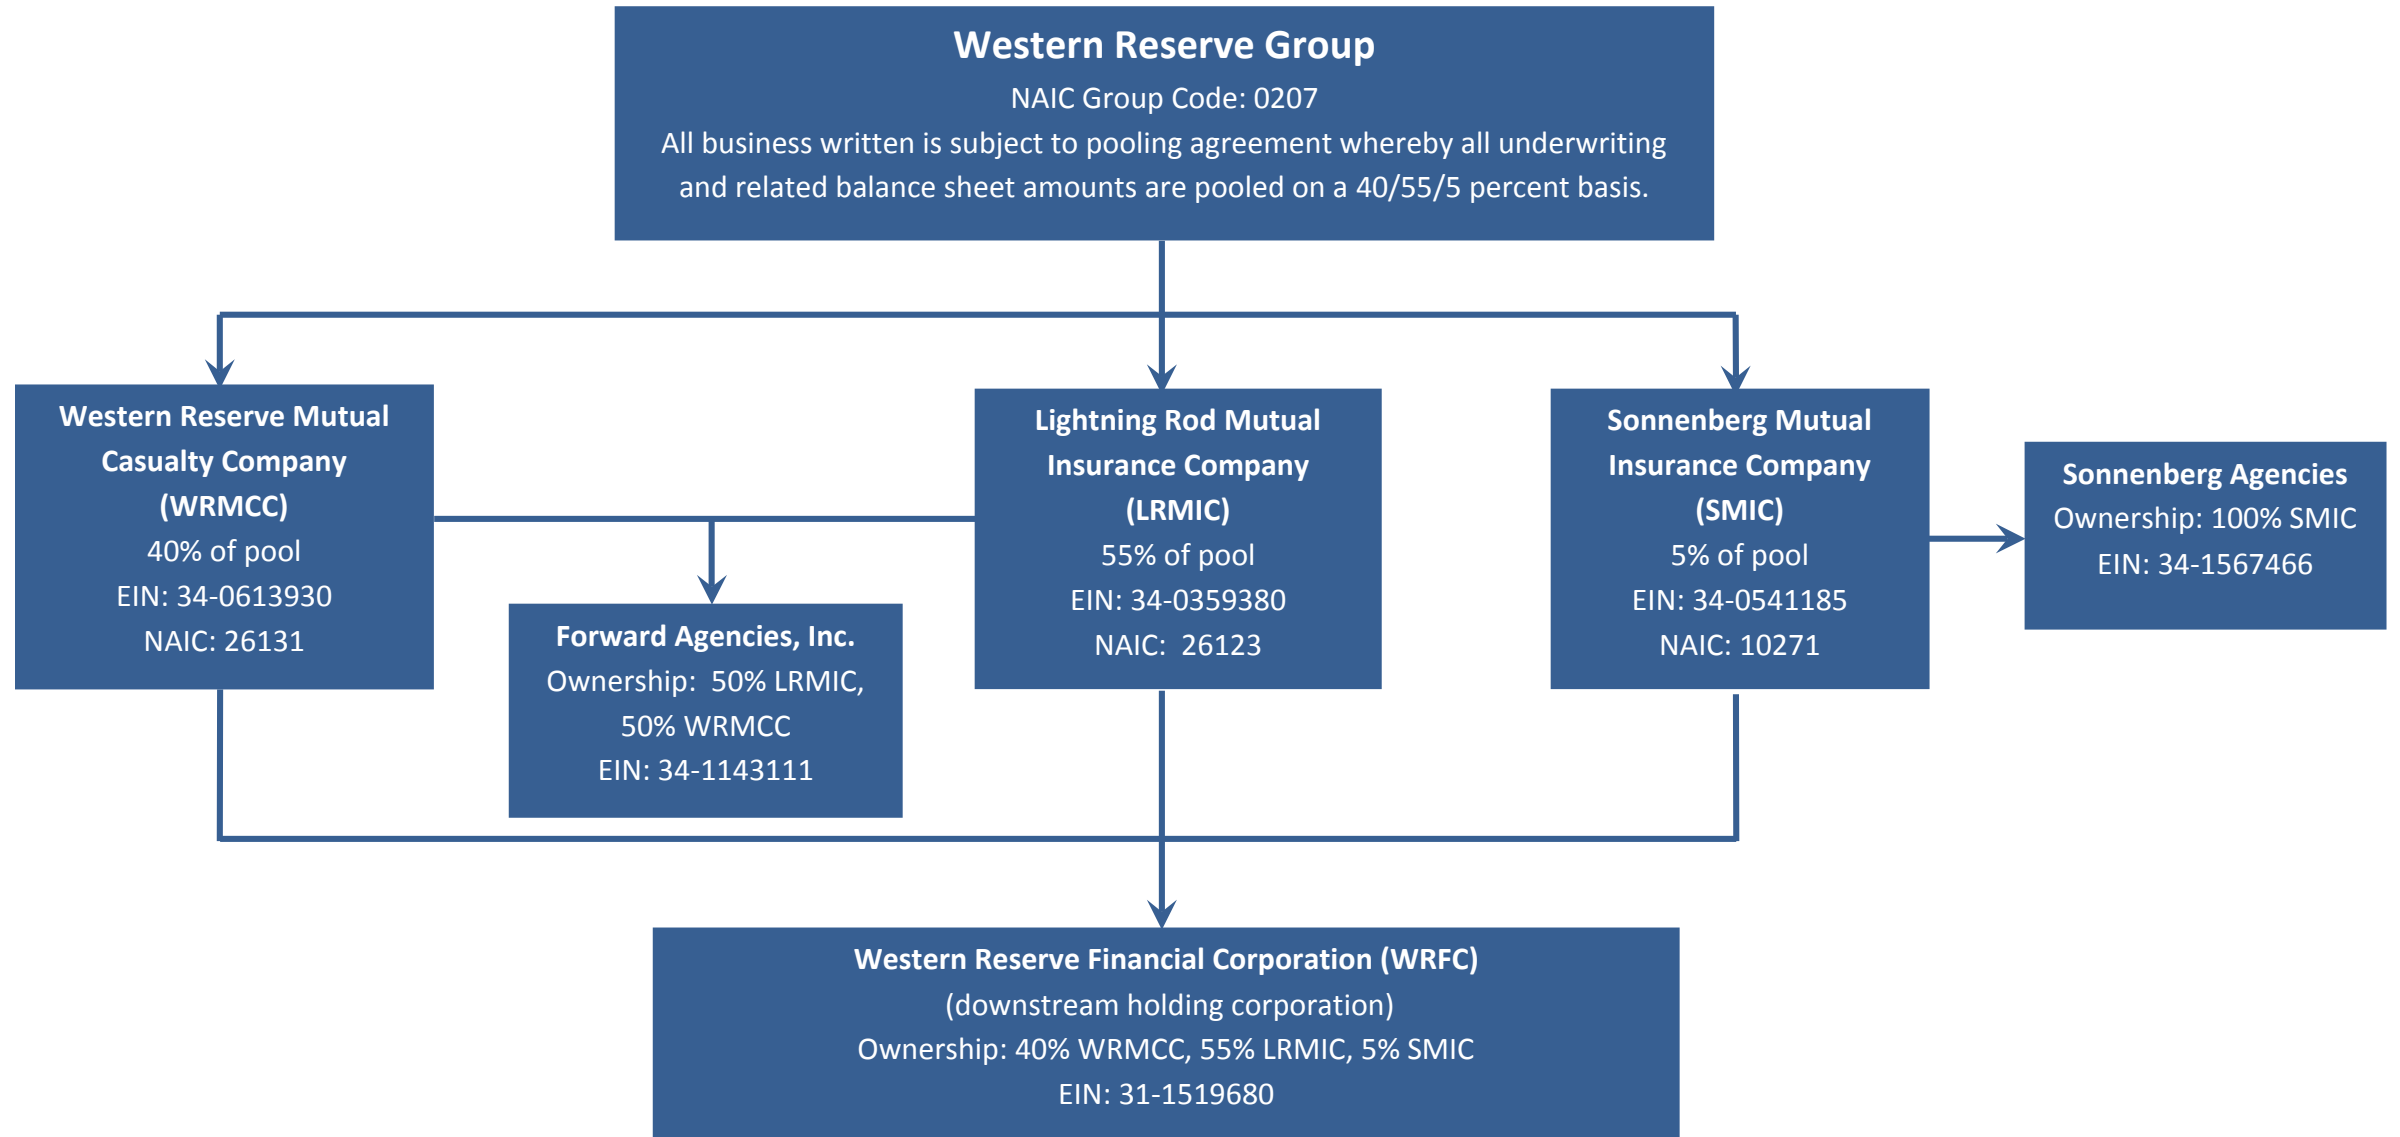 Western Reserve Group
NAIC Group Code: 0207
All business written is subject to pooling agreement whereby all underwriting
and related balance sheet amounts are pooled on a 40/55/5 percent basis.
Western Reserve Mutual
Casualty Company
(WRMCC)
40% of pool
EIN: 34-0613930
NAIC: 26131
Forward Agencies, Inc.
Ownership:  50% LRMIC,
50% WRMCC
EIN: 34-1143111
Lightning Rod Mutual
Insurance Company
(LRMIC)
55% of pool
EIN: 34-0359380
NAIC:  26123
Sonnenberg Mutual
Insurance Company
(SMIC)
5% of pool
EIN: 34-0541185
NAIC: 10271
Sonnenberg Agencies
Ownership: 100% SMIC
EIN: 34-1567466
Western Reserve Financial Corporation (WRFC)
(downstream holding corporation)
Ownership: 40% WRMCC, 55% LRMIC, 5% SMIC
EIN: 31-1519680